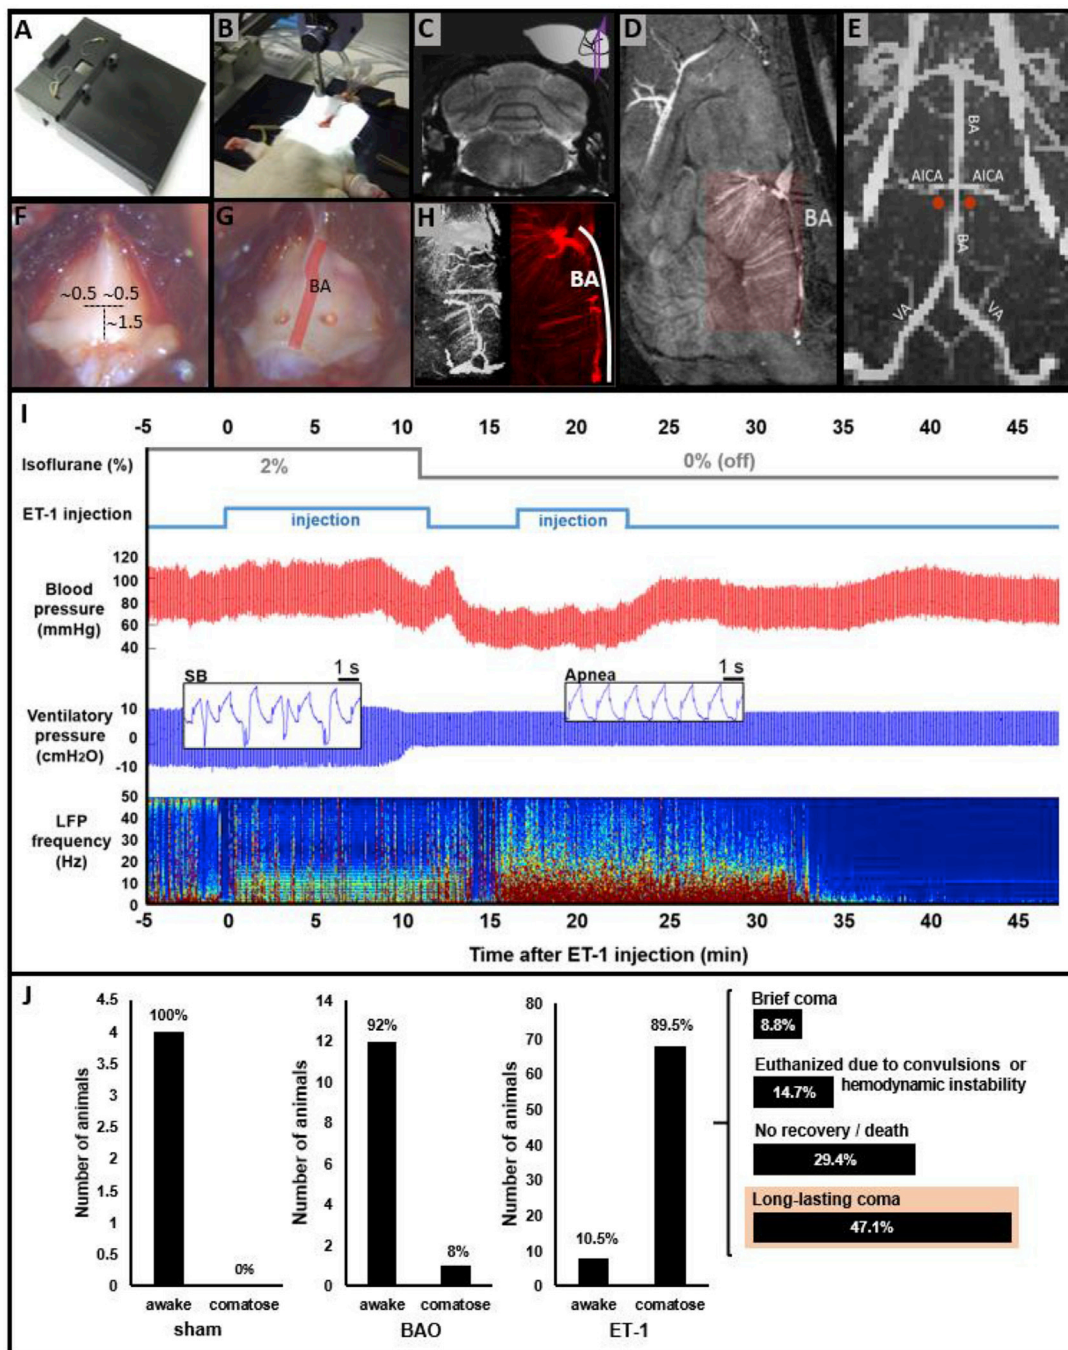 A
B
C
D
E
BA
AICA
AICA
BA
BA
VA
VA
F
G
H
~0.5 ~0.5
~1.5
BA
BA
I
-5 0 5 10 15 20 25 30 35 40 45
Isoflurane (%)
2%
0% (off)
ET-1 injection
injection
injection
Blood
pressure
(mmHg)
120
100
80
60
40
SB
1 s
Apnea
1 s
Ventilatory
pressure
(cmH2O)
10
0
-10
LFP
frequency
(Hz)
50
40
30
20
10
0
-5 0 5 10 15 20 25 30 35 40 45
Time after ET-1 injection (min)
J
Number of animals
4.5
4
3.5
3
2.5
2
1.5
1
0.5
0
100%
0%
awake comatose
sham
Number of animals
14
12
10
8
6
4
2
0
92%
8%
awake comatose
BAO
Number of animals
80
70
60
50
40
30
20
10
0
10.5%
89.5%
awake comatose
ET-1
Brief coma
8.8%
Euthanized due to convulsions or
hemodynamic instability
14.7%
No recovery / death
29.4%
Long-lasting coma
47.1%